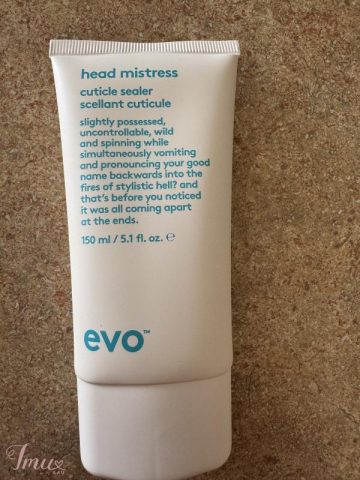 head mistress
cuticle sealer
scellant cuticule
slightly possessed,
uncontrollable, wild
and spinning while
simultaneously vomiting
and pronouncing your good
name backwards into the
fires of stylistic hell? and
that's before you noticed
it was all coming apart
at the ends.
150 ml / 5.1 fl. oz. ℮
evo™